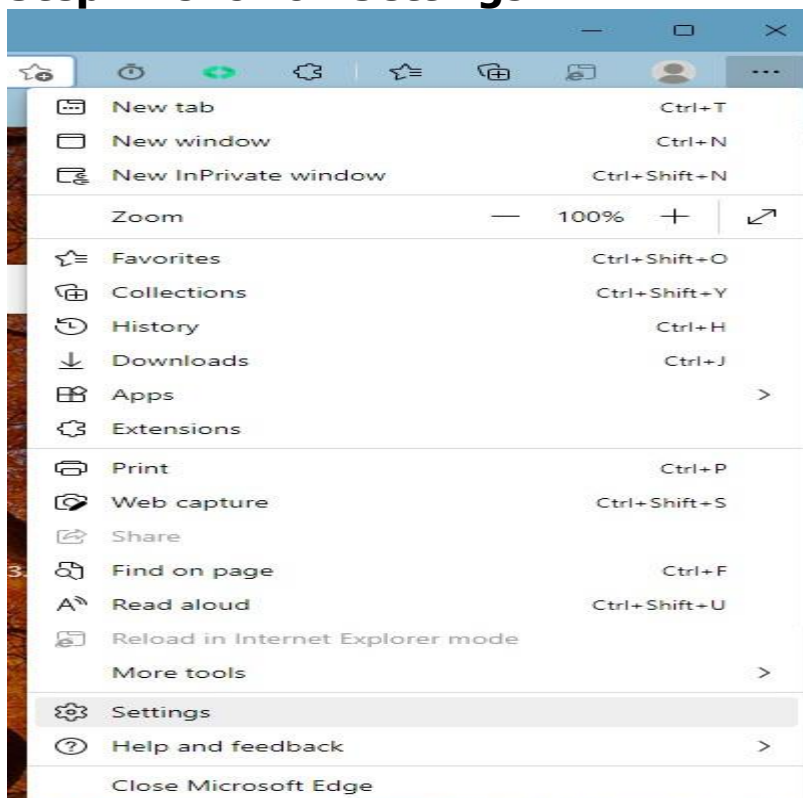 New tab Ctrl+T
New window Ctrl+N
New InPrivate window Ctrl+Shift+N
Zoom — 100% +
Favorites Ctrl+Shift+O
Collections Ctrl+Shift+Y
History Ctrl+H
Downloads Ctrl+J
Apps >
Extensions
Print Ctrl+P
Web capture Ctrl+Shift+S
Share
3.
Find on page Ctrl+F
Read aloud Ctrl+Shift+U
Reload in Internet Explorer mode
More tools >
Settings
Help and feedback >
Close Microsoft Edge